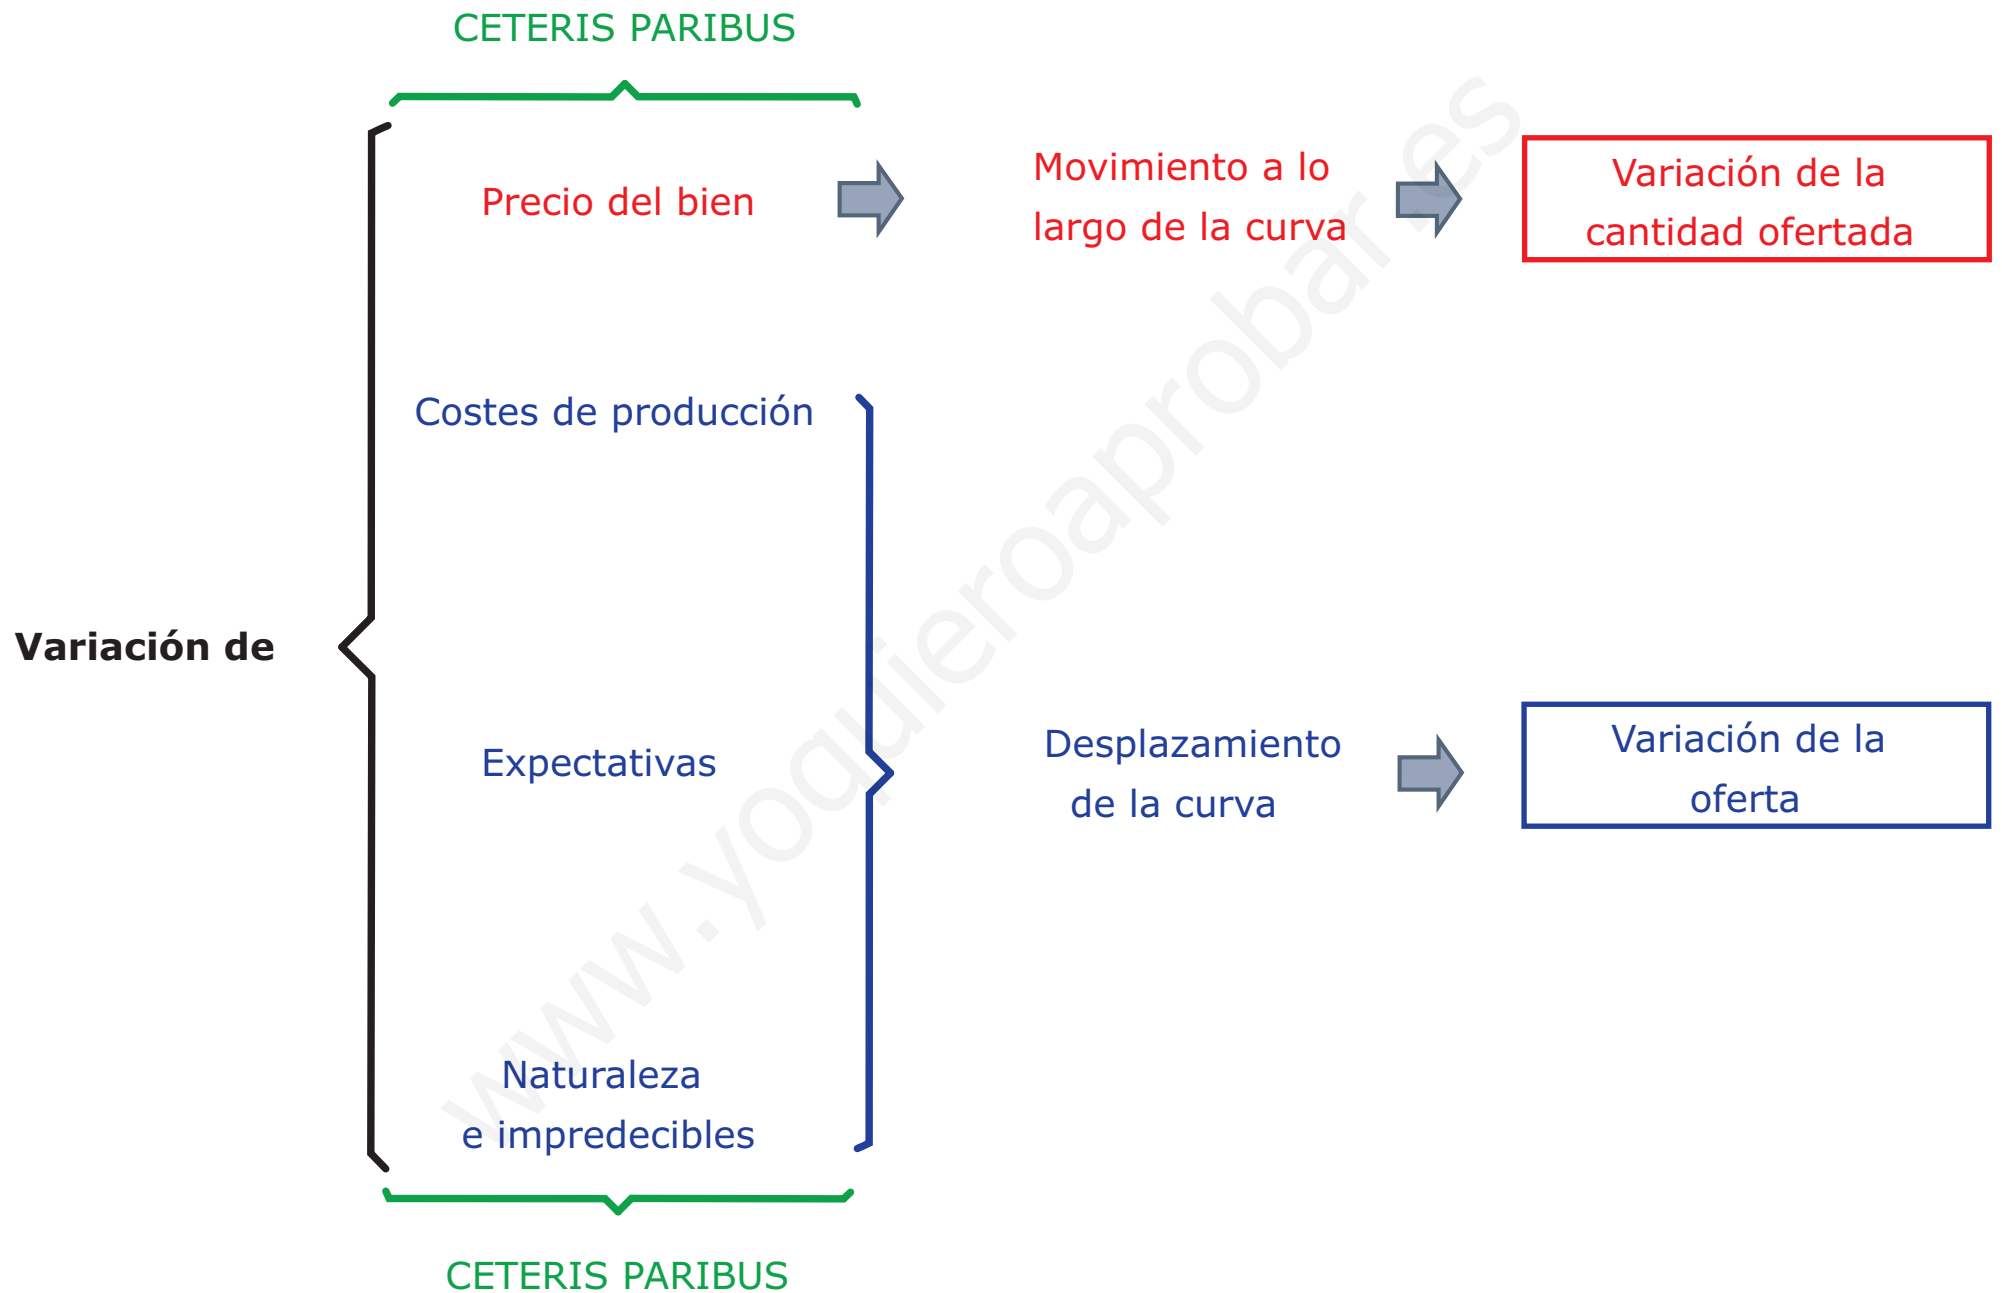 CETERIS PARIBUS
Precio del bien
Movimiento a lo
largo de la curva
Variación de la
cantidad ofertada
Costes de producción
Variación de
Expectativas
Desplazamiento
de la curva
Variación de la
oferta
Naturaleza
e impredecibles
CETERIS PARIBUS
www.yoquieroaprobar.es